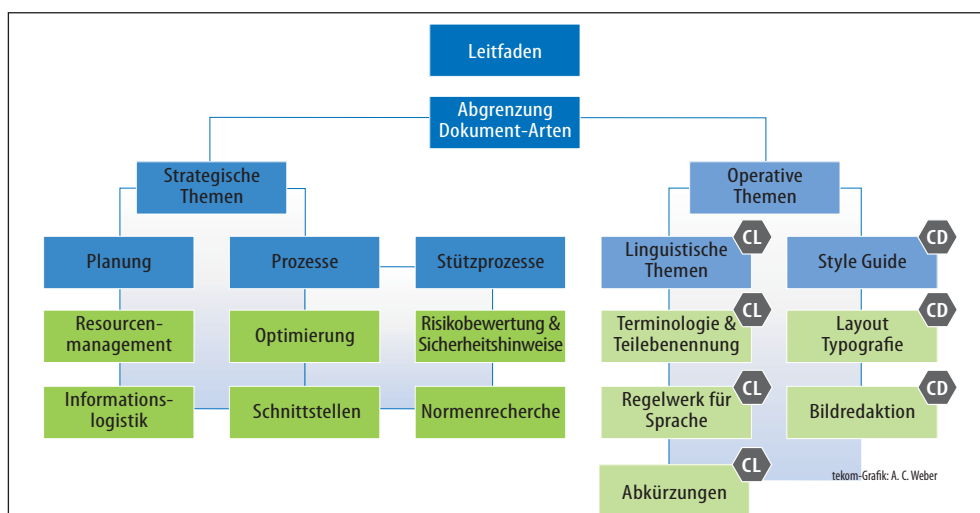 Leitfaden
Abgrenzung
Dokument-Arten
Strategische
Themen
Operative
Themen
Planung
Prozesse
Stützprozesse
CL
Linguistische
Themen
CD
Style Guide
Resourcen-
management
Optimierung
Risikobewertung &
Sicherheitshinweise
CL
Terminologie &
Teilebenennung
CD
Layout
Typografie
Informations-
logistik
Schnittstellen
Normenrecherche
CL
Regelwerk für
Sprache
CD
Bildredaktion
CL
Abkürzungen
tekom-Grafik: A. C. Weber